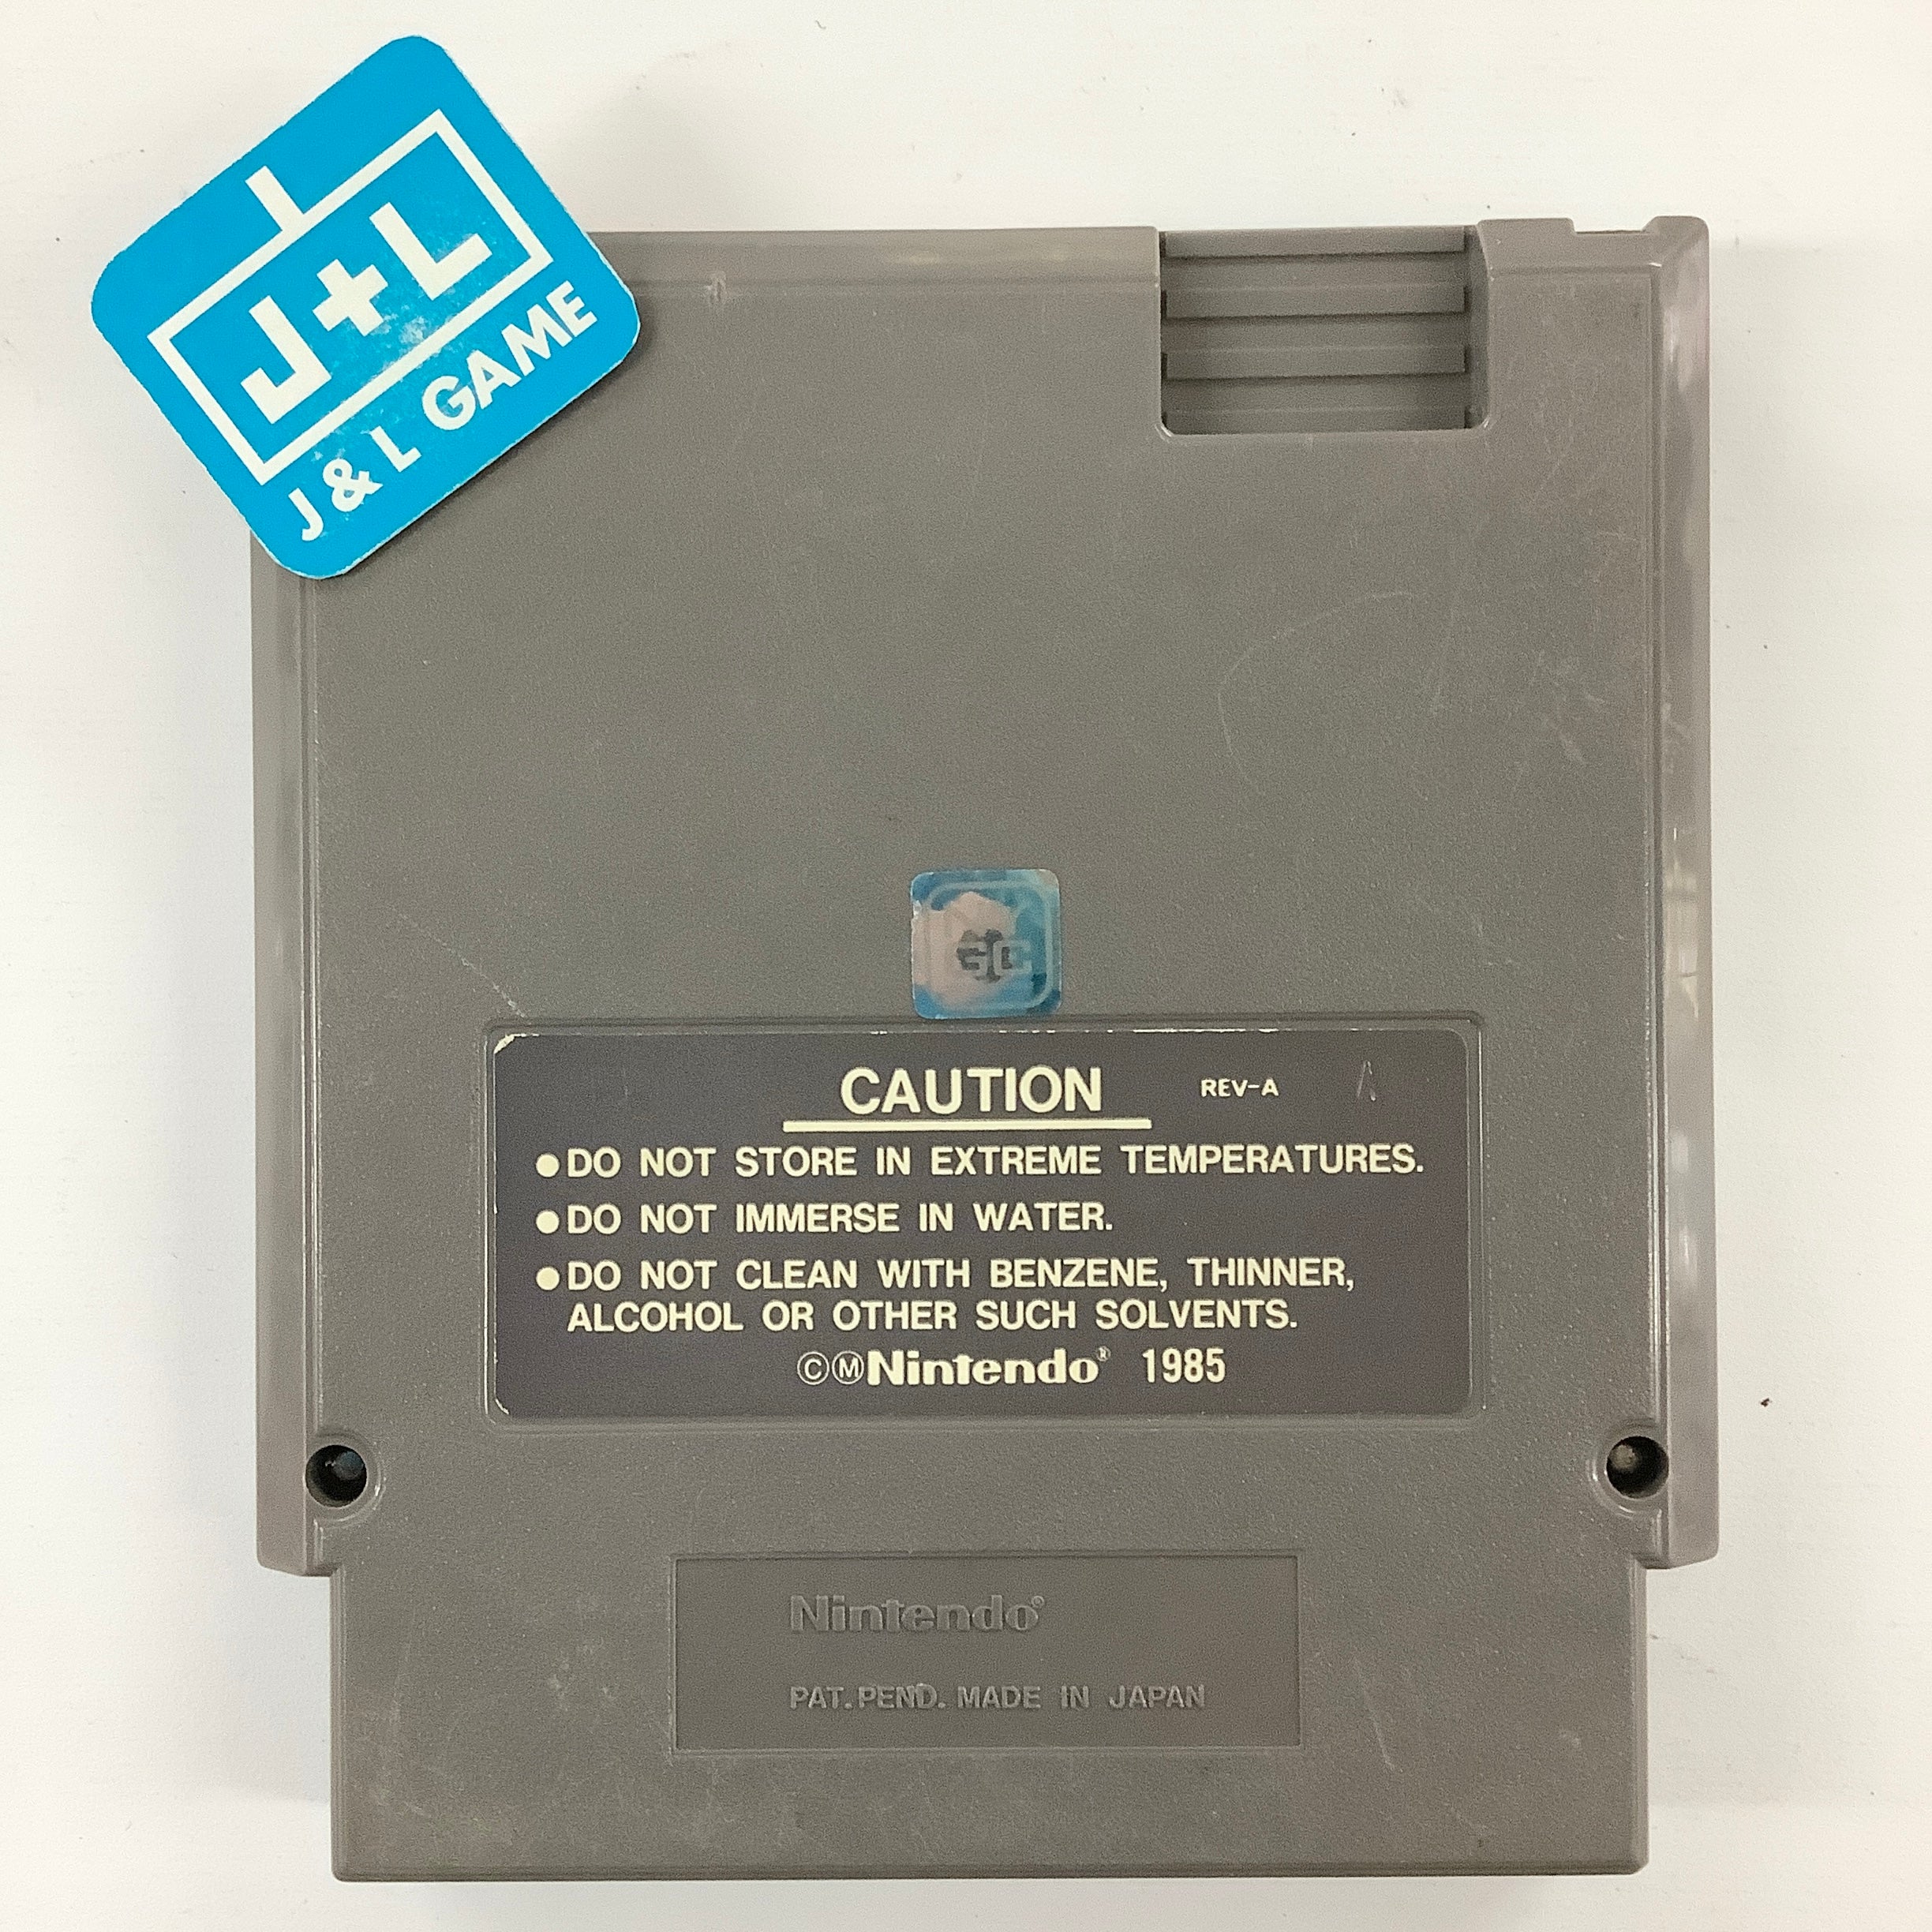 J+L
J & L GAME
CAUTION REV-A
●DO NOT STORE IN EXTREME TEMPERATURES.
●DO NOT IMMERSE IN WATER.
●DO NOT CLEAN WITH BENZENE, THINNER,
ALCOHOL OR OTHER SUCH SOLVENTS.
©ⓂNintendo® 1985
Nintendo®
PAT. PEND. MADE IN JAPAN